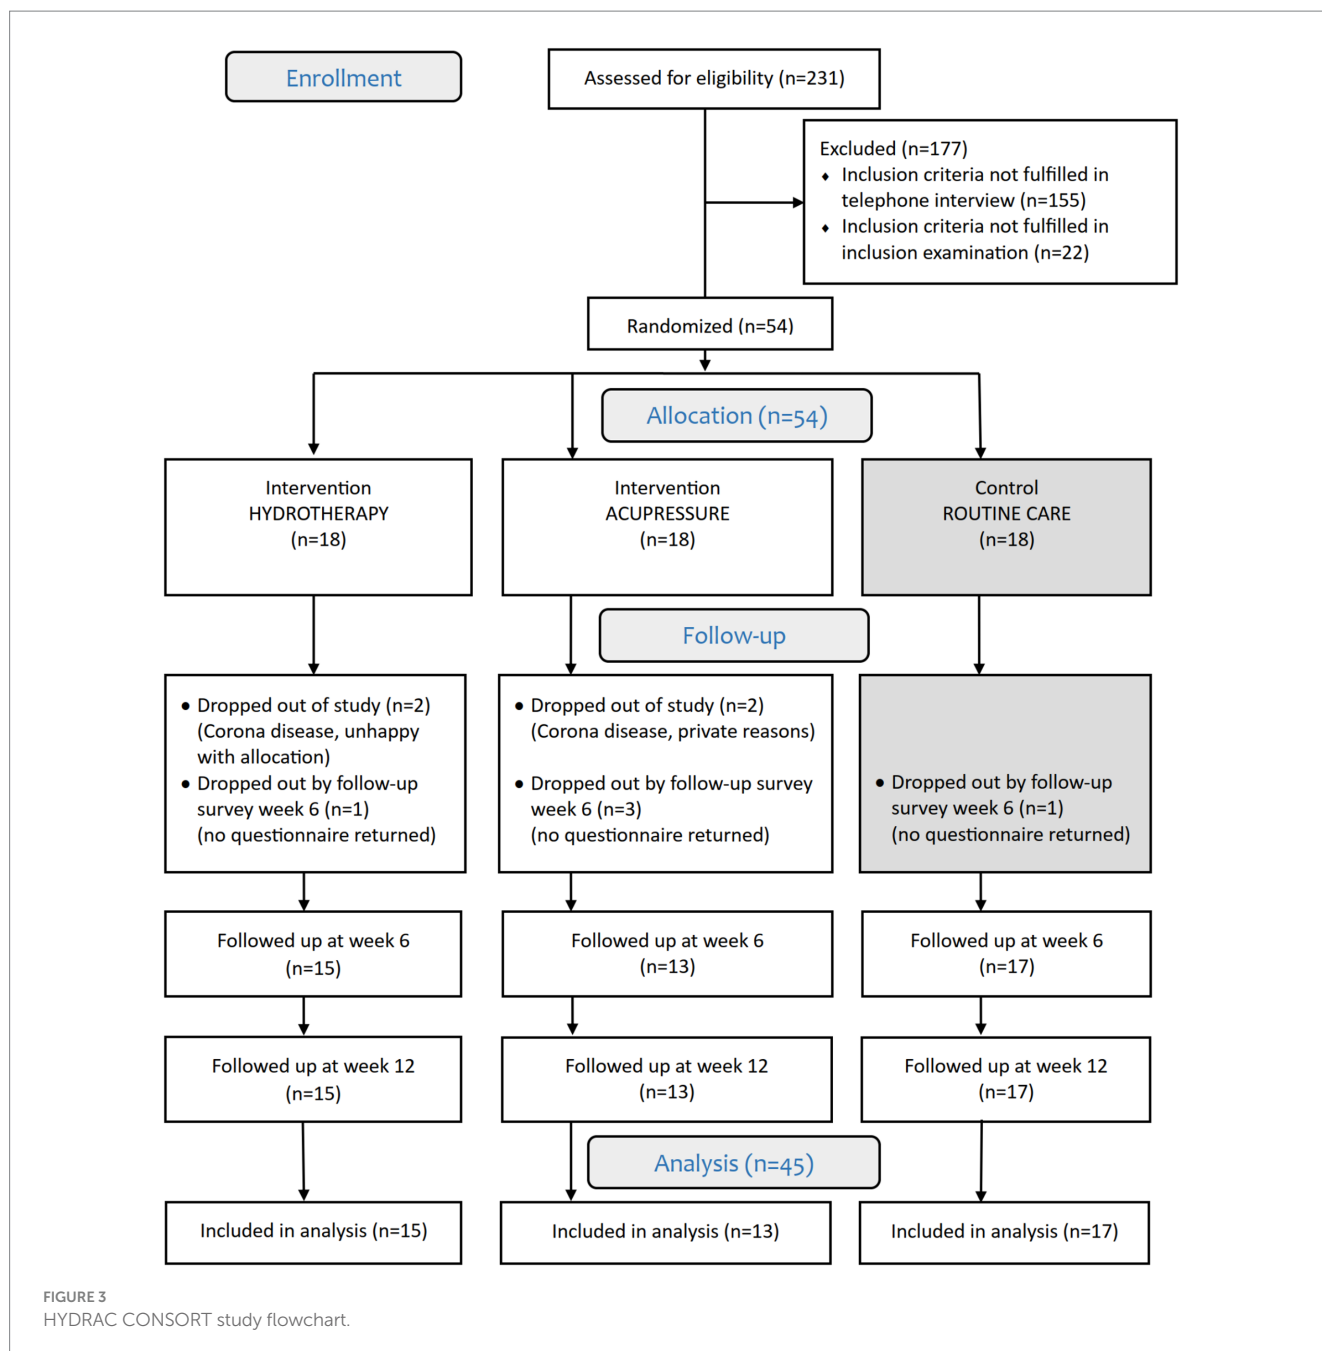 Enrollment
Assessed for eligibility (n=231)
Excluded (n=177)
⬧ Inclusion criteria not fulfilled in
telephone interview (n=155)
⬧ Inclusion criteria not fulfilled in
inclusion examination (n=22)
Randomized (n=54)
Allocation (n=54)
Intervention
HYDROTHERAPY
(n=18)
Intervention
ACUPRESSURE
(n=18)
Control
ROUTINE CARE
(n=18)
Follow-up
• Dropped out of study (n=2)
(Corona disease, unhappy
with allocation)
• Dropped out by follow-up
survey week 6 (n=1)
(no questionnaire returned)
• Dropped out of study (n=2)
(Corona disease, private reasons)
• Dropped out by follow-up survey
week 6 (n=3)
(no questionnaire returned)
• Dropped out by follow-up
survey week 6 (n=1)
(no questionnaire returned)
Followed up at week 6
(n=15)
Followed up at week 6
(n=13)
Followed up at week 6
(n=17)
Followed up at week 12
(n=15)
Followed up at week 12
(n=13)
Followed up at week 12
(n=17)
Analysis (n=45)
Included in analysis (n=15)
Included in analysis (n=13)
Included in analysis (n=17)
FIGURE 3
HYDRAC CONSORT study flowchart.